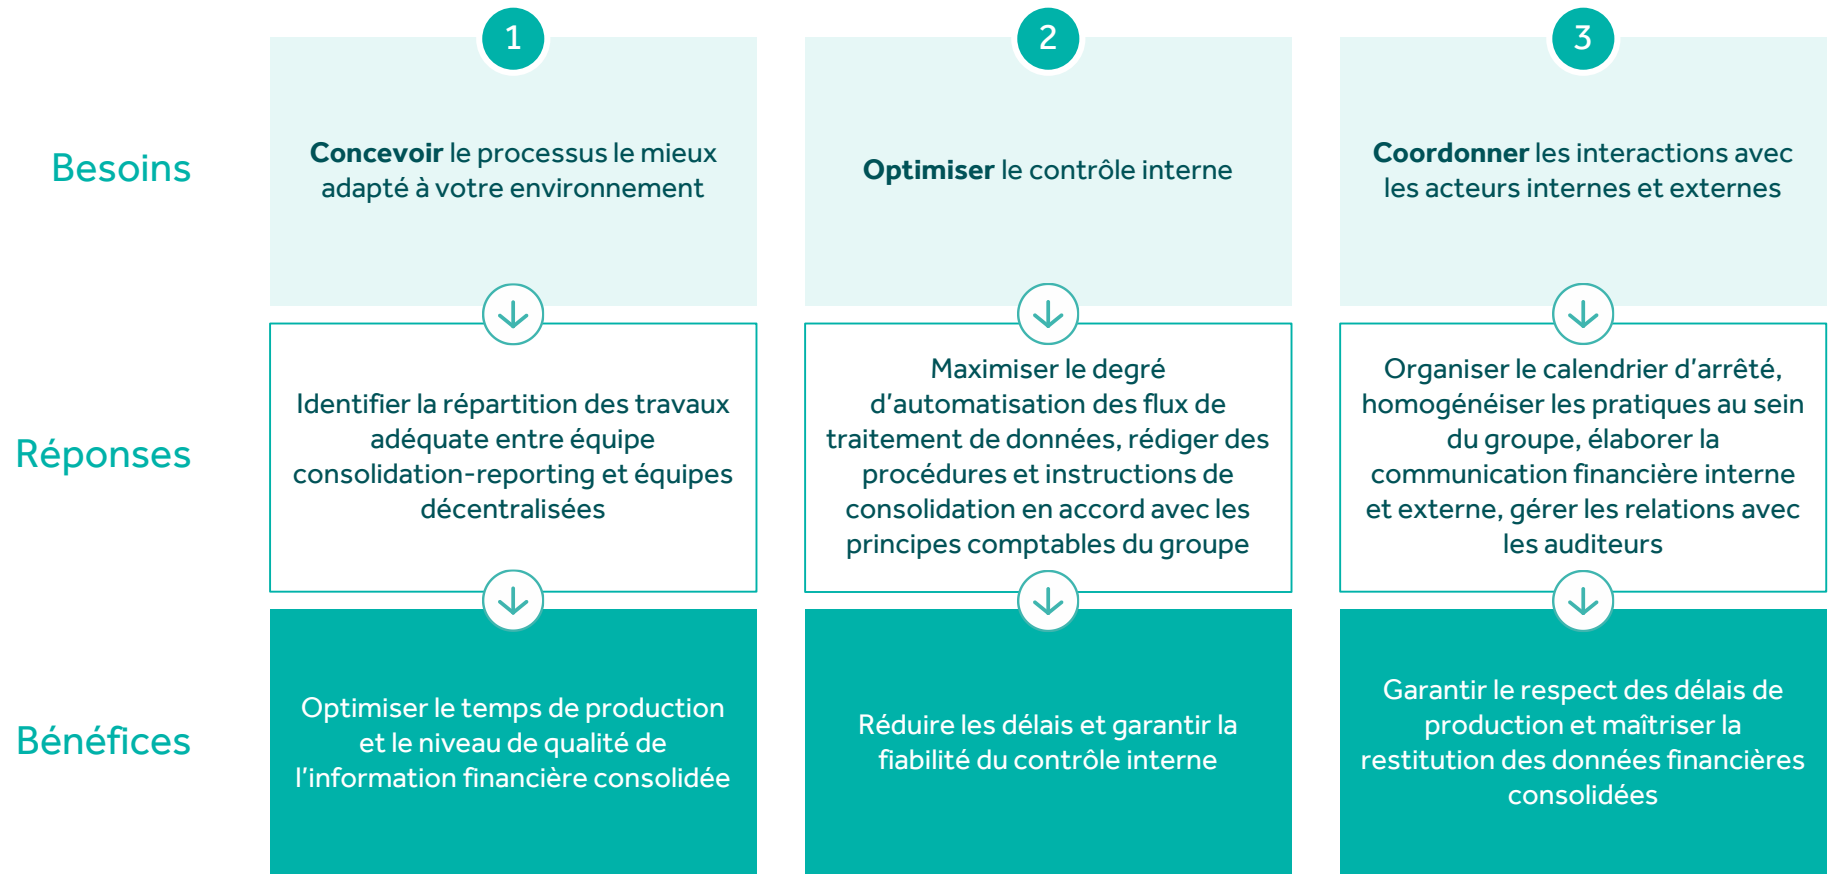 1
2
3
Besoins
Concevoir le processus le mieux
adapté à votre environnement
Optimiser le contrôle interne
Coordonner les interactions avec
les acteurs internes et externes
Réponses
Identifier la répartition des travaux
adéquate entre équipe
consolidation-reporting et équipes
décentralisées
Maximiser le degré
d'automatisation des flux de
traitement de données, rédiger des
procédures et instructions de
consolidation en accord avec les
principes comptables du groupe
Organiser le calendrier d'arrêté,
homogénéiser les pratiques au sein
du groupe, élaborer la
communication financière interne
et externe, gérer les relations avec
les auditeurs
Bénéfices
Optimiser le temps de production
et le niveau de qualité de
l'information financière consolidée
Réduire les délais et garantir la
fiabilité du contrôle interne
Garantir le respect des délais de
production et maîtriser la
restitution des données financières
consolidées